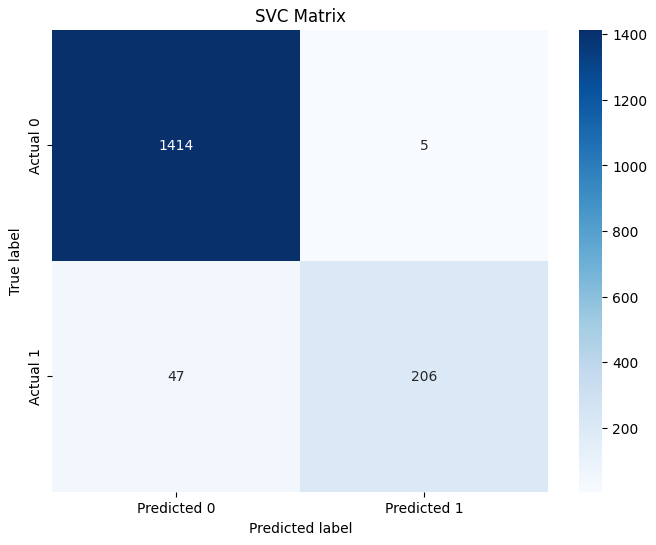 SVC Matrix
Actual 0
1414
5
Actual 1
47
206
True label
Predicted 0
Predicted 1
Predicted label
1400
1200
1000
800
600
400
200